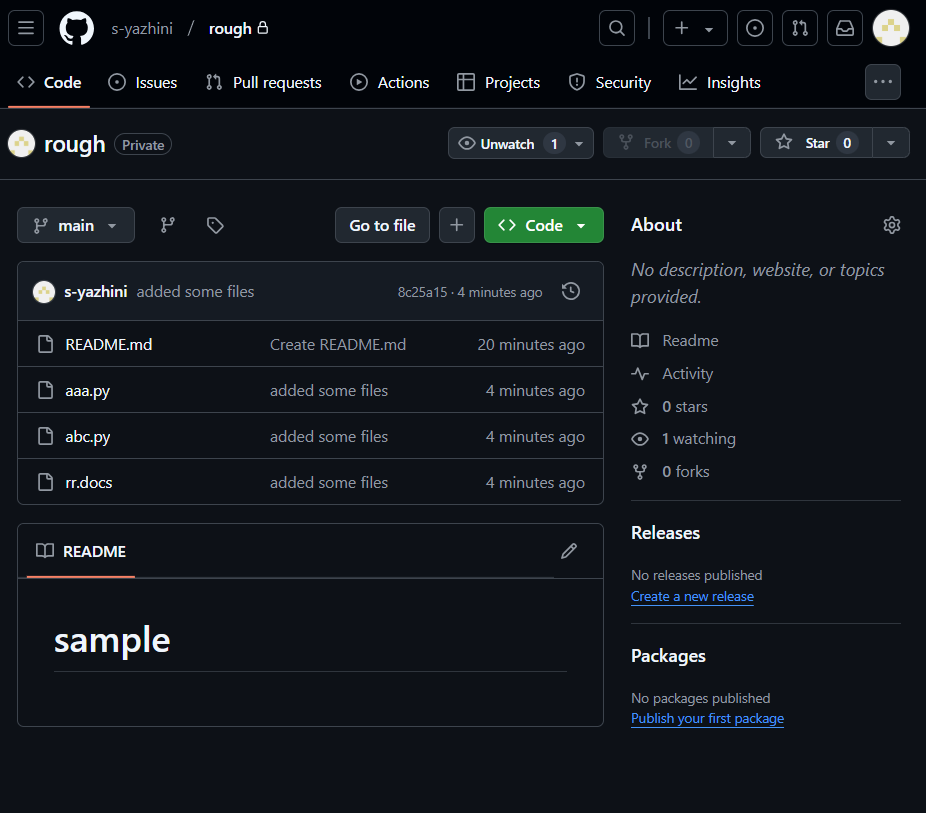 s-yazhini / rough
Code Issues Pull requests Actions Projects Security Insights
rough Private Unwatch 1 Fork 0 Star 0
main Go to file Code
s-yazhini added some files 8c25a15 · 4 minutes ago
README.md Create README.md 20 minutes ago
aaa.py added some files 4 minutes ago
abc.py added some files 4 minutes ago
rr.docs added some files 4 minutes ago
README
sample
About
No description, website, or topics
provided.
Readme
Activity
0 stars
1 watching
0 forks
Releases
No releases published
Create a new release
Packages
No packages published
Publish your first package